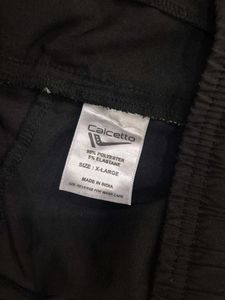 Calcetto
95% POLYESTER
5% ELASTANE
SIZE : X-LARGE
MADE IN INDIA
SEE REVERSE FOR WASH CARE